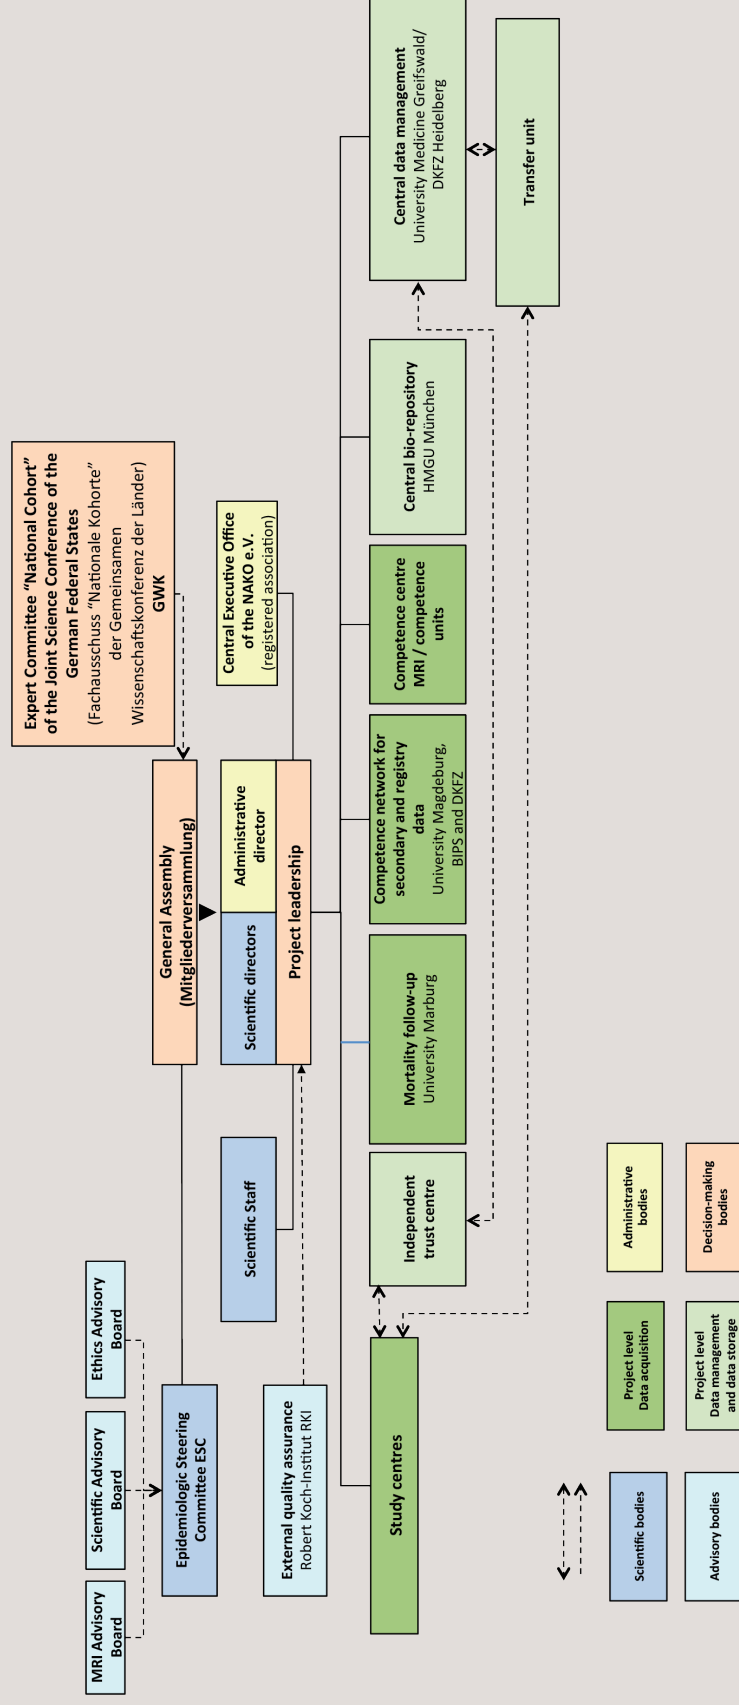 MRI Advisory
Board
Scientific Advisory
Board
Ethics Advisory
Board
Expert Committee “National Cohort”
of the Joint Science Conference of the
German Federal States
(Fachausschuss “Nationale Kohorte”
der Gemeinsamen
Wissenschaftskonferenz der Länder)
GWK
Epidemiologic Steering
Committee ESC
General Assembly
(Mitgliederversammlung)
Scientific Staff
Scientific directors
Administrative
director
Project leadership
Central Executive Office
of the NAKO e.V.
(registered association)
External quality assurance
Robert Koch-Institut RKI
Study centres
Independent
trust centre
Mortality follow-up
University Marburg
Competence network for
secondary and registry
data
University Magdeburg,
BIPS and DKFZ
Competence centre
MRI / competence
units
Central bio-repository
HMGU München
Central data management
University Medicine Greifswald/
DKFZ Heidelberg
Transfer unit
Scientific bodies
Project level
Data acquisition
Administrative
bodies
Advisory bodies
Project level
Data management
and data storage
Decision-making
bodies